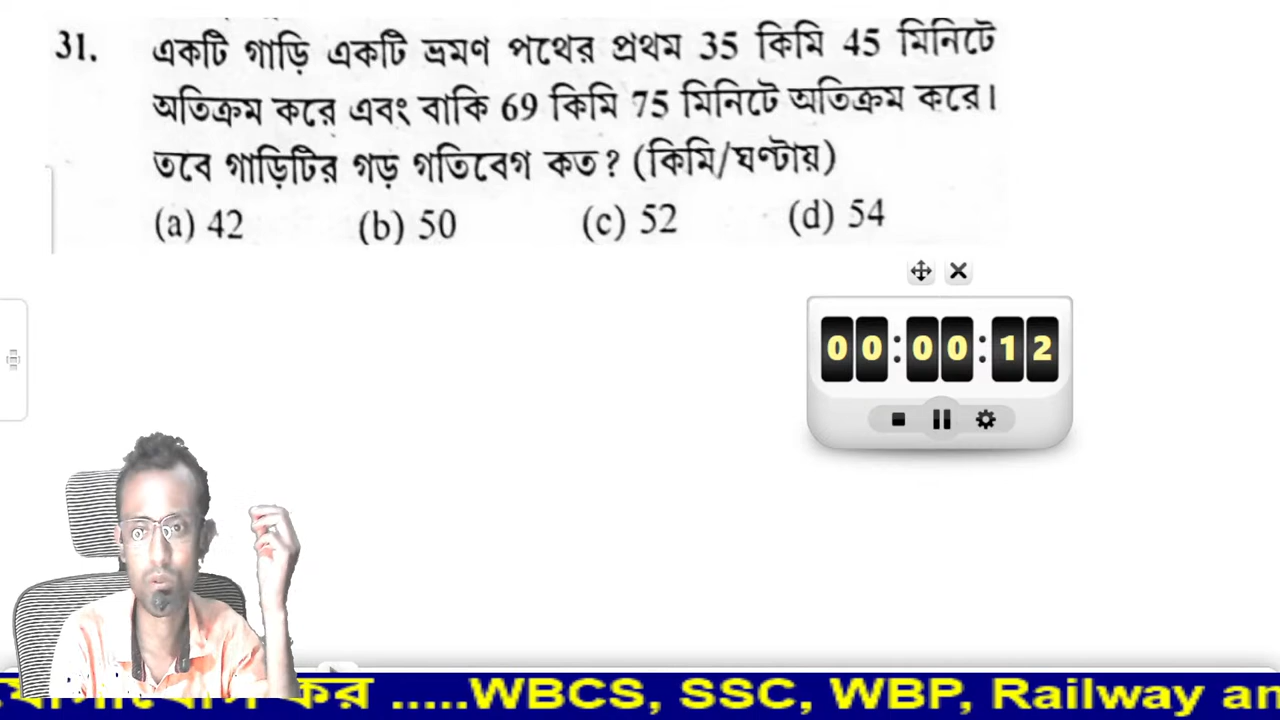 31. একটি গাড়ি একটি ভ্রমণ পথের প্রথম 35 কিমি 45 মিনিটে
অতিক্রম করে এবং বাকি 69 কিমি 75 মিনিটে অতিক্রম করে।
তবে গাড়িটির গড় গতিবেগ কত? (কিমি/ঘণ্টায়)
(a) 42 (b) 50 (c) 52 (d) 54
00:00:12
কর .....WBCS, SSC, WBP, Railway